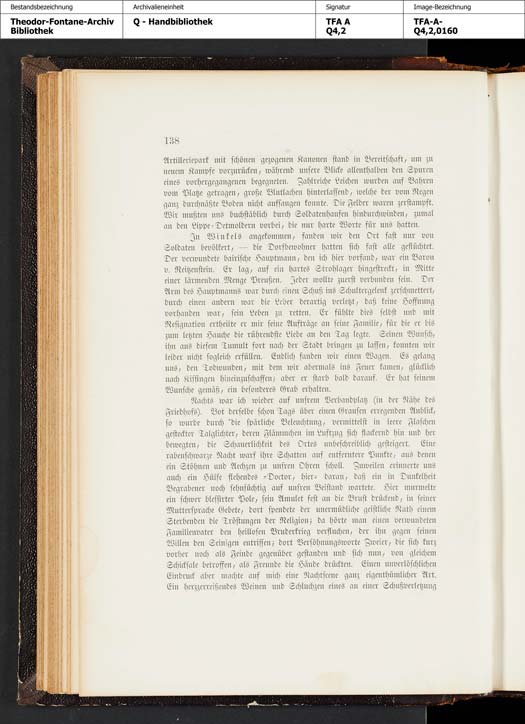 Bestandsbezeichnung
Theodor-Fontane-Archiv
Bibliothek
Archivalieneinheit
Q - Handbibliothek
Signatur
TFA A
Q4,2
Image-Bezeichnung
TFA-A-
Q4,2,0160
138
Artilleriepark mit schönen gezogenen Kanonen stand in Bereitschaft, um zu
neuem Kampfe vorzurücken, während unsere Blicke allenthalben den Spuren
eines vorhergegangenen begegneten. Zahlreiche Leichen wurden auf Bahren
vom Platze getragen, große Blutlachen hinterlassend, welche der vom Regen
ganz durchnäßte Boden nicht auffangen konnte. Die Felder waren zerstampft.
Wir mußten uns buchstäblich durch Soldatenhaufen hindurchwinden, zumal
an den Lippe-Detmoldern vorbei, die nur harte Worte für uns hatten.
In Winkels angekommen, fanden wir den Ort fast nur von
Soldaten bevölkert, — die Dorfbewohner hatten sich fast alle geflüchtet.
Der verwundete bairische Hauptmann, den ich hier vorfand, war ein Baron
v. Reitzenstein. Er lag, auf ein hartes Strohlager hingestreckt, in Mitte
einer lärmenden Menge Preußen. Jeder wollte zuerst verbunden sein. Der
Arm des Hauptmanns war durch einen Schuß ins Schultergelenk zerschmettert,
durch einen andern war die Leber derartig verletzt, daß keine Hoffnung
vorhanden war, sein Leben zu retten. Er fühlte dies selbst und mit
Resignation ertheilte er mir seine Aufträge an seine Familie, für die er bis
zum letzten Hauche die rührendste Liebe an den Tag legte. Seinen Wunsch,
ihn aus diesem Tumult fort nach der Stadt bringen zu lassen, konnten wir
leider nicht sogleich erfüllen. Endlich fanden wir einen Wagen. Es gelang
uns, den Todwunden, mit dem wir abermals ins Feuer kamen, glücklich
nach Kissingen hineinzuschaffen; aber er starb bald darauf. Er hat seinem
Wunsche gemäß, ein besonderes Grab erhalten.
Nachts war ich wieder auf unsrem Verbandplatz (in der Nähe des
Friedhofs). Bot derselbe schon Tags über einen Grausen erregenden Anblick,
so wurde durch die spärliche Beleuchtung, vermittelst in leere Flaschen
gesteckter Talglichter, deren Flämmchen im Luftzug sich flackernd hin und her
bewegten, die Schauerlichkeit des Ortes unbeschreiblich gesteigert. Eine
rabenschwarze Nacht warf ihre Schatten auf entferntere Punkte, aus denen
ein Stöhnen und Aechzen zu unsren Ohren scholl. Zuweilen erinnerte uns
auch ein Hülfe flehendes »Doctor, hier« daran, daß ein in Dunkelheit
Begrabener noch sehnsüchtig auf unsren Beistand wartete. Hier murmelte
ein schwer blessirter Pole, sein Amulet fest an die Brust drückend, in seiner
Muttersprache Gebete, dort spendete der unermüdliche geistliche Rath einem
Sterbenden die Tröstungen der Religion; da hörte man einen verwundeten
Familienvater den heillosen Bruderkrieg verfluchen, der ihn gegen seinen
Willen den Seinigen entrissen; dort Versöhnungsworte Zweier, die sich kurz
vorher noch als Feinde gegenüber gestanden und sich nun, von gleichem
Schicksale betroffen, als Freunde die Hände drückten. Einen unverlöschlichen
Eindruck aber machte auf mich eine Nachtscene ganz eigenthümlicher Art.
Ein herzzerreißendes Weinen und Schluchzen eines an einer Schußverletzung